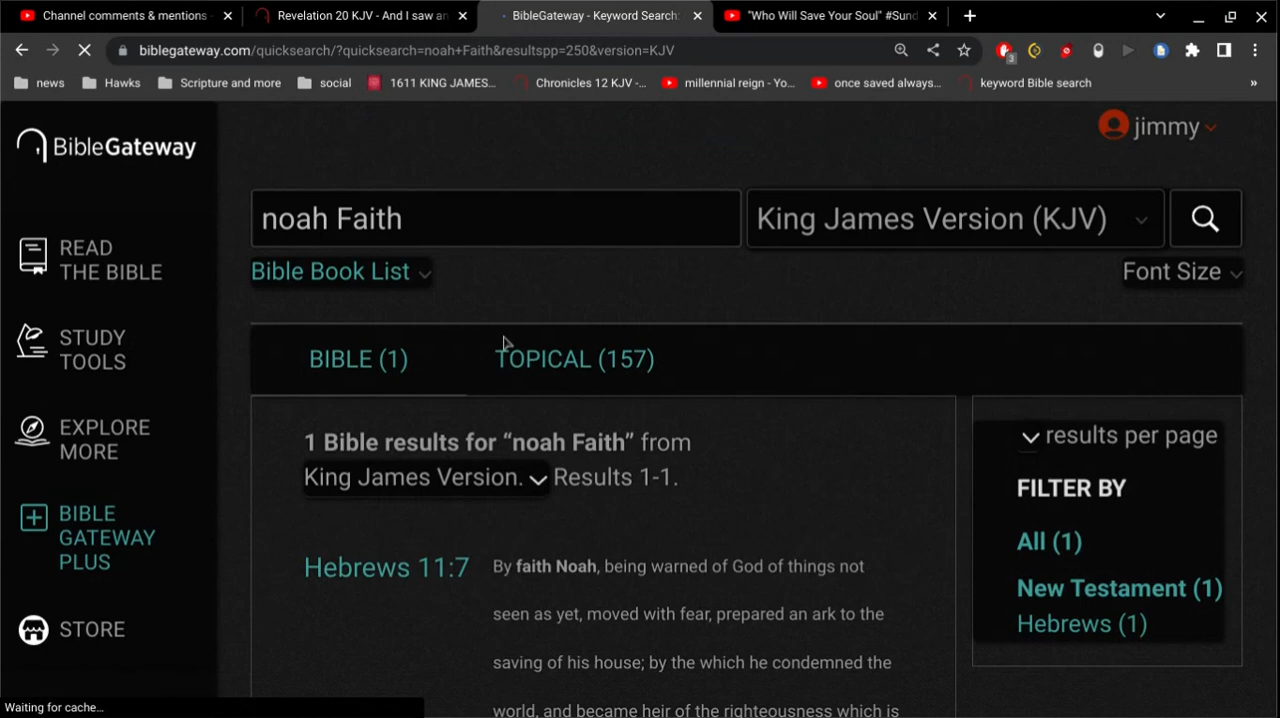 Channel comments & mentions
Revelation 20 KJV - And I saw an
BibleGateway - Keyword Search:
"Who Will Save Your Soul" #Sund
biblegateway.com/quicksearch/?quicksearch=noah+Faith&resultspp=250&version=KJV
3
news
Hawks
Scripture and more
social
1611 KING JAMES...
Chronicles 12 KJV -...
millennial reign - Yo...
once saved always...
keyword Bible search
»
BibleGateway
jimmy
noah Faith
King James Version (KJV)
Bible Book List
Font Size
READ
THE BIBLE
STUDY
TOOLS
EXPLORE
MORE
BIBLE
GATEWAY
PLUS
STORE
BIBLE (1)
TOPICAL (157)
1 Bible results for “noah Faith” from
King James Version. Results 1-1.
Hebrews 11:7
By faith Noah, being warned of God of things not
seen as yet, moved with fear, prepared an ark to the
saving of his house; by the which he condemned the
world, and became heir of the righteousness which is
results per page
FILTER BY
All (1)
New Testament (1)
Hebrews (1)
Waiting for cache...